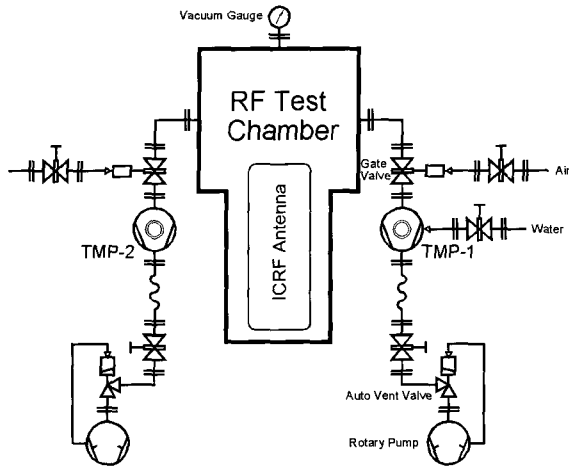 Vacuum Gauge
RF Test
Chamber
Gate
Valve
Air
ICRF Antenna
Water
TMP-2
TMP-1
Auto Vent Valve
Rotary Pump